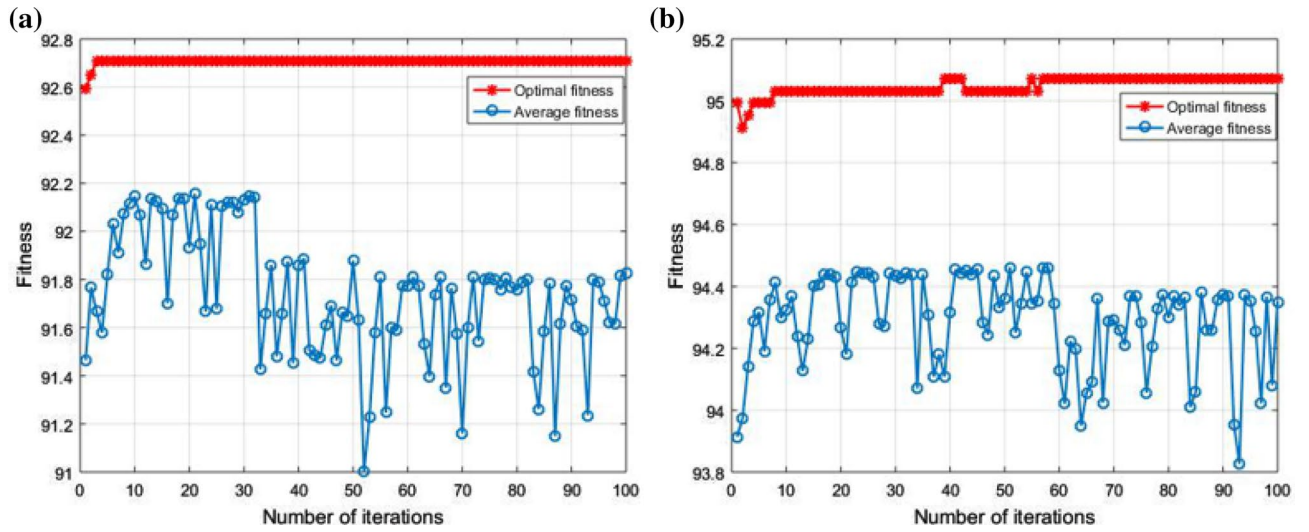 (a)
92.8
92.6
92.4
92.2
92
91.8
91.6
91.4
91.2
91
Fitness
Optimal fitness
Average fitness
0 10 20 30 40 50 60 70 80 90 100
Number of iterations
(b)
95.2
95
94.8
94.6
94.4
94.2
94
93.8
Fitness
Optimal fitness
Average fitness
0 10 20 30 40 50 60 70 80 90 100
Number of iterations